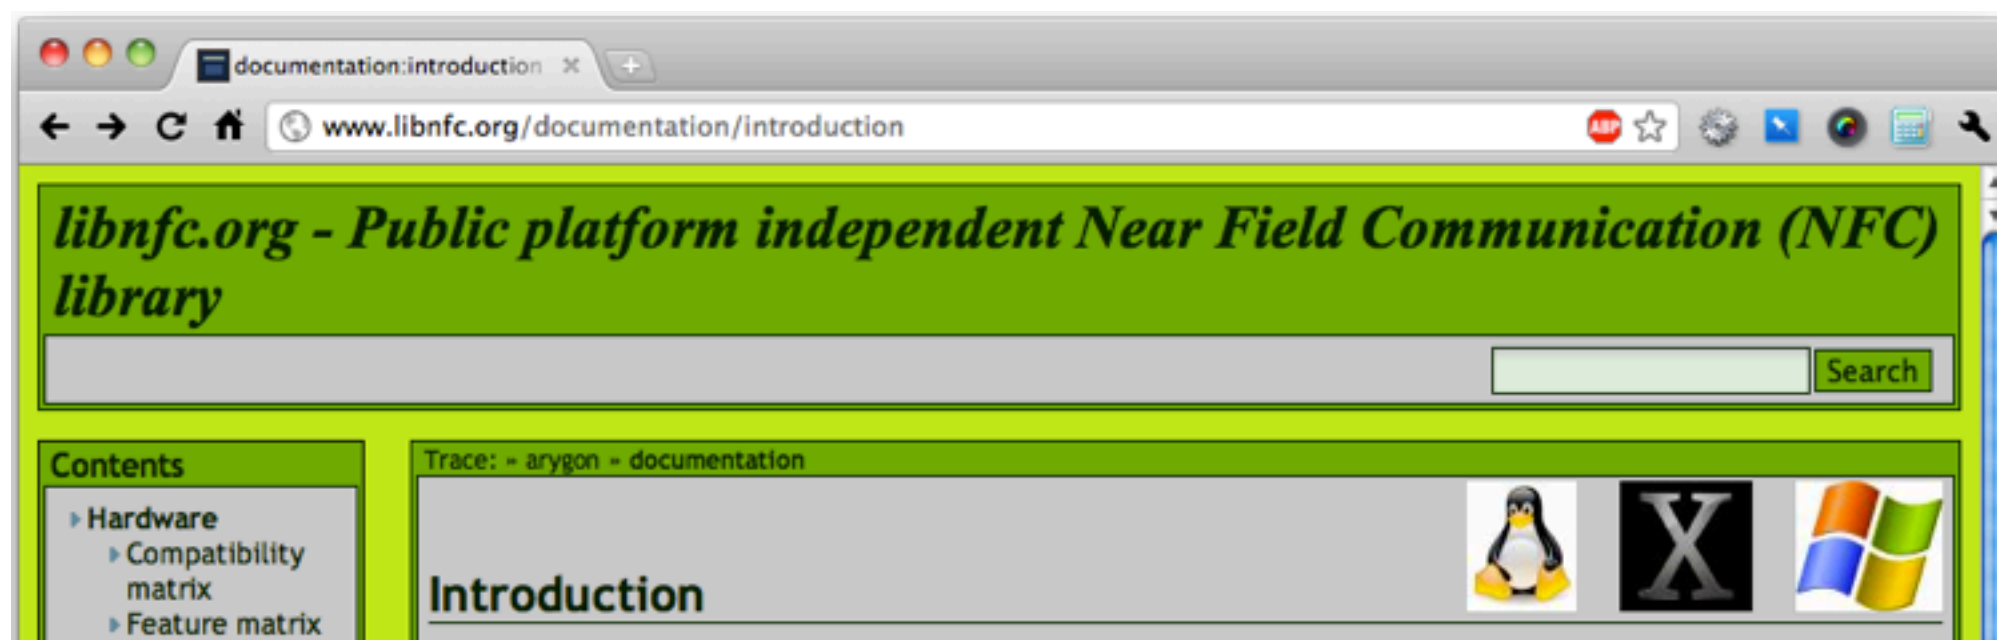 documentation:introduction
www.libnfc.org/documentation/introduction
ABP
libnfc.org - Public platform independent Near Field Communication (NFC)
library
Search
Contents
Trace: » arygon » documentation
Hardware
Compatibility
matrix
Feature matrix
X
Introduction